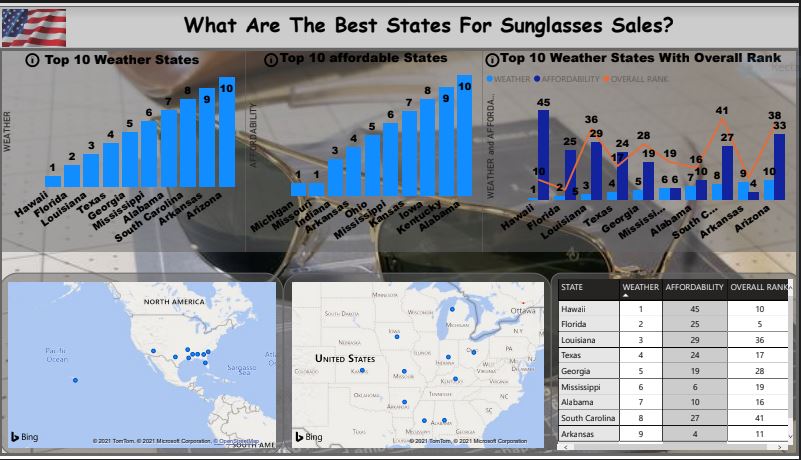 What Are The Best States For Sunglasses Sales?
Top 10 Weather States
WEATHER
1 2 3 4 5 6 7 8 9 10
Hawaii
Florida
Louisiana
Texas
Georgia
Mississippi
Alabama
South Carolina
Arkansas
Arizona
Top 10 affordable States
AFFORDABILITY
1 1 3 4 5 6 7 8 9 10
Michigan
Missouri
Indiana
Arkansas
Ohio
Mississippi
Kansas
Iowa
Kentucky
Alabama
Top 10 Weather States With Overall Rank
WEATHER AFFORDABILITY OVERALL RANK
WEATHER and AFFORDA...
1 45 10
2 25 5
3 29 36
4 24 17
5 19 28
6 6 19
7 10 16
8 27 41
9 4
10 33 38
Hawaii
Florida
Louisiana
Texas
Georgia
Mississi...
Alabama
South C...
Arkansas
Arizona
NORTH AMERICA
Pacific
Ocean
Sargasso
Sea
SOUTH AME
Bing
© 2021 TomTom, © 2021 Microsoft Corporation, © OpenStreetMap
MINNESOTA
SOUTH DAKOTA
WISCONSIN
MICHIGAN
Ottawa
N.Y.
IOWA
NEBRASKA
ILLINOIS
INDIANA
UNITED STATES
COLORADO
KANSAS
MISSOURI
KENTUCKY
WEST
VIRGINIA
N.J.
OKLAHOMA
ARKANSAS
TENNESSEE
NC
SC
MISSISSIPPI
GEORGIA
TEXAS
Bing
© 2021 TomTom, © 2021 Microsoft Corporation
STATE WEATHER AFFORDABILITY OVERALL RANK
Hawaii 1 45 10
Florida 2 25 5
Louisiana 3 29 36
Texas 4 24 17
Georgia 5 19 28
Mississippi 6 6 19
Alabama 7 10 16
South Carolina 8 27 41
Arkansas 9 4 11